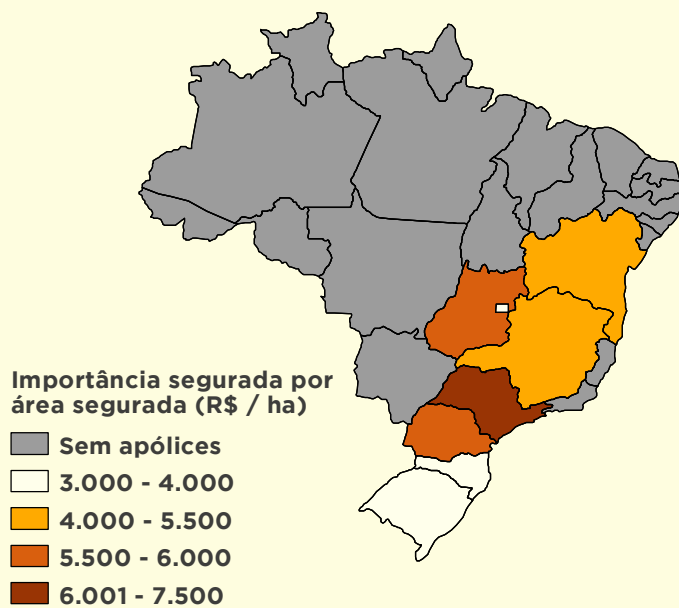 Importância segurada por
área segurada (R$ / ha)
Sem apólices
3.000 - 4.000
4.000 - 5.500
5.500 - 6.000
6.001 - 7.500